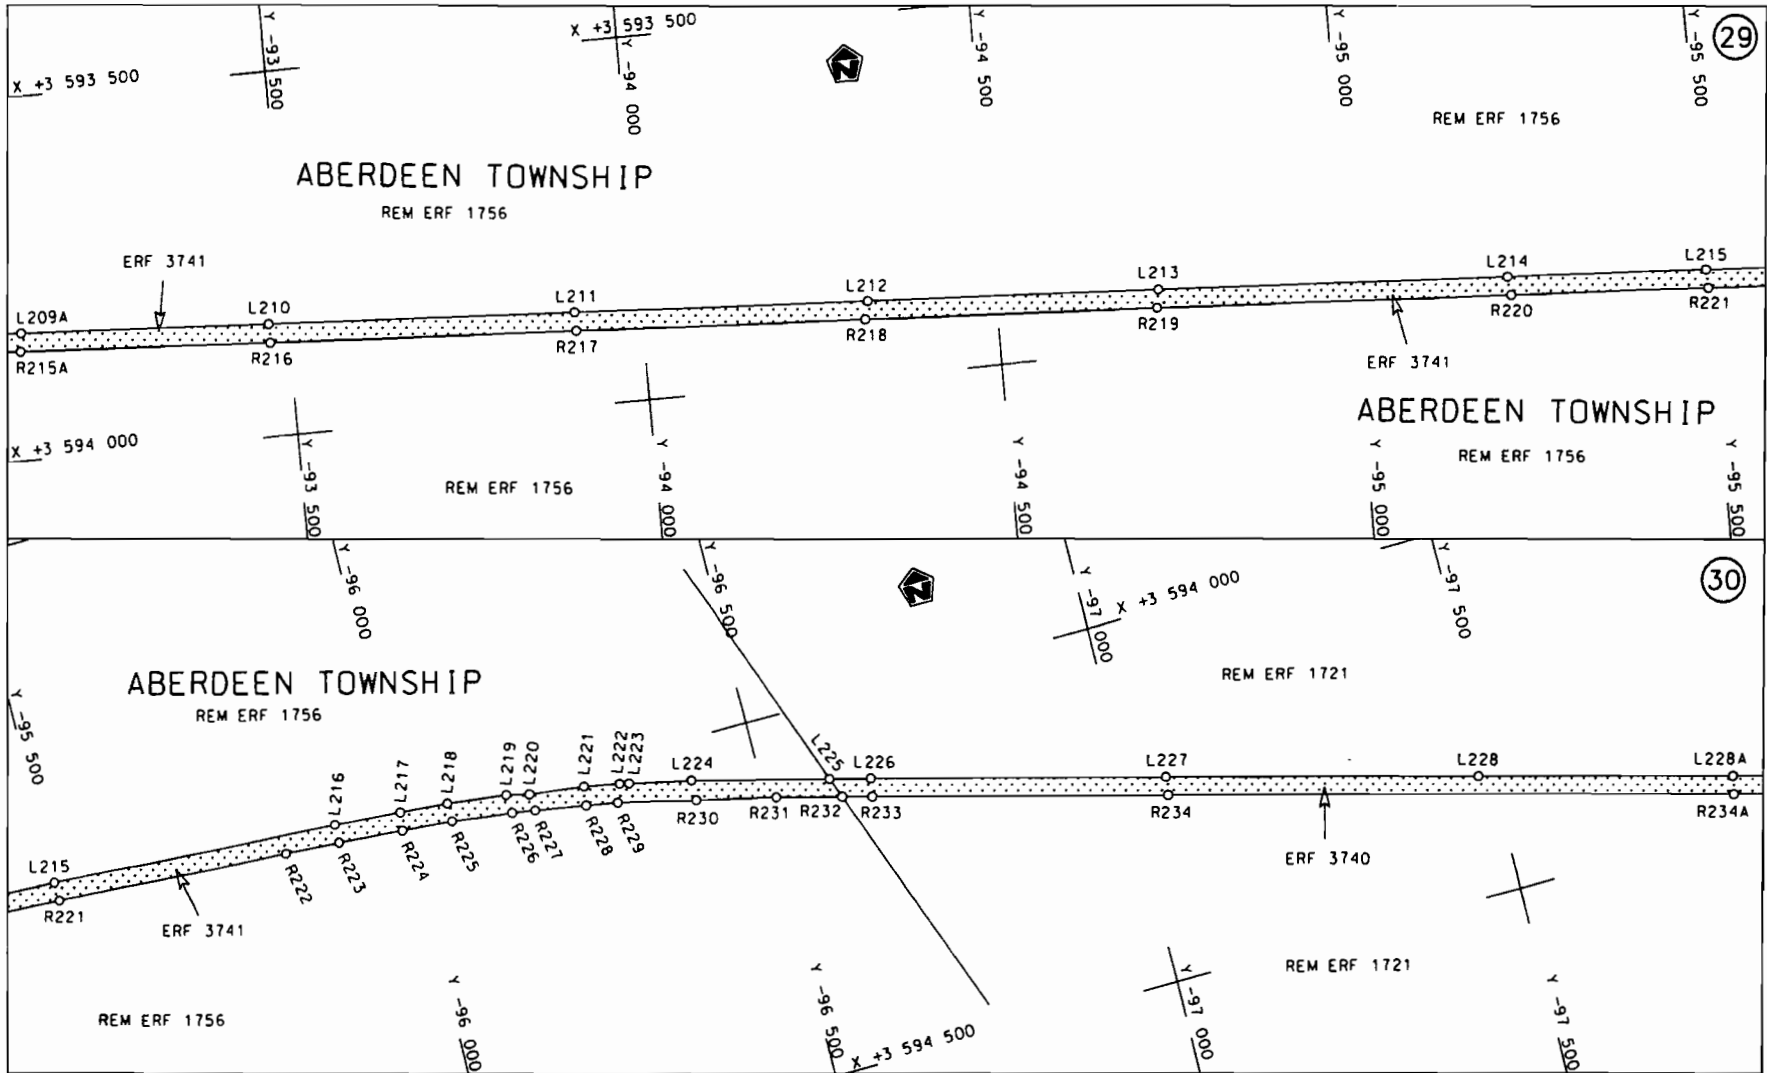 Y -93 500
X +3 593 500
Y -94 000
Y -94 500
Y -95 000
Y -95 500
29
X +3 593 500
N
REM ERF 1756
ABERDEEN TOWNSHIP
REM ERF 1756
ERF 3741
L209A
L210
L211
L212
L213
L214
L215
R215A
R216
R217
R218
R219
R220
R221
ERF 3741
ABERDEEN TOWNSHIP
REM ERF 1756
X +3 594 000
REM ERF 1756
Y -93 500
Y -94 000
Y -94 500
Y -95 000
Y -95 500
Y -96 000
Y -96 500
N
Y -97 000
X +3 594 000
Y -97 500
30
ABERDEEN TOWNSHIP
REM ERF 1756
REM ERF 1721
Y -95 500
L215
L216
L217
L218
L219
L220
L221
L222
L223
L224
L225
L226
L227
L228
L228A
R221
R222
R223
R224
R225
R226
R227
R228
R229
R230
R231
R232
R233
R234
R234A
ERF 3741
ERF 3740
REM ERF 1756
REM ERF 1721
Y -96 000
Y -96 500
X +3 594 500
Y -97 000
Y -97 500